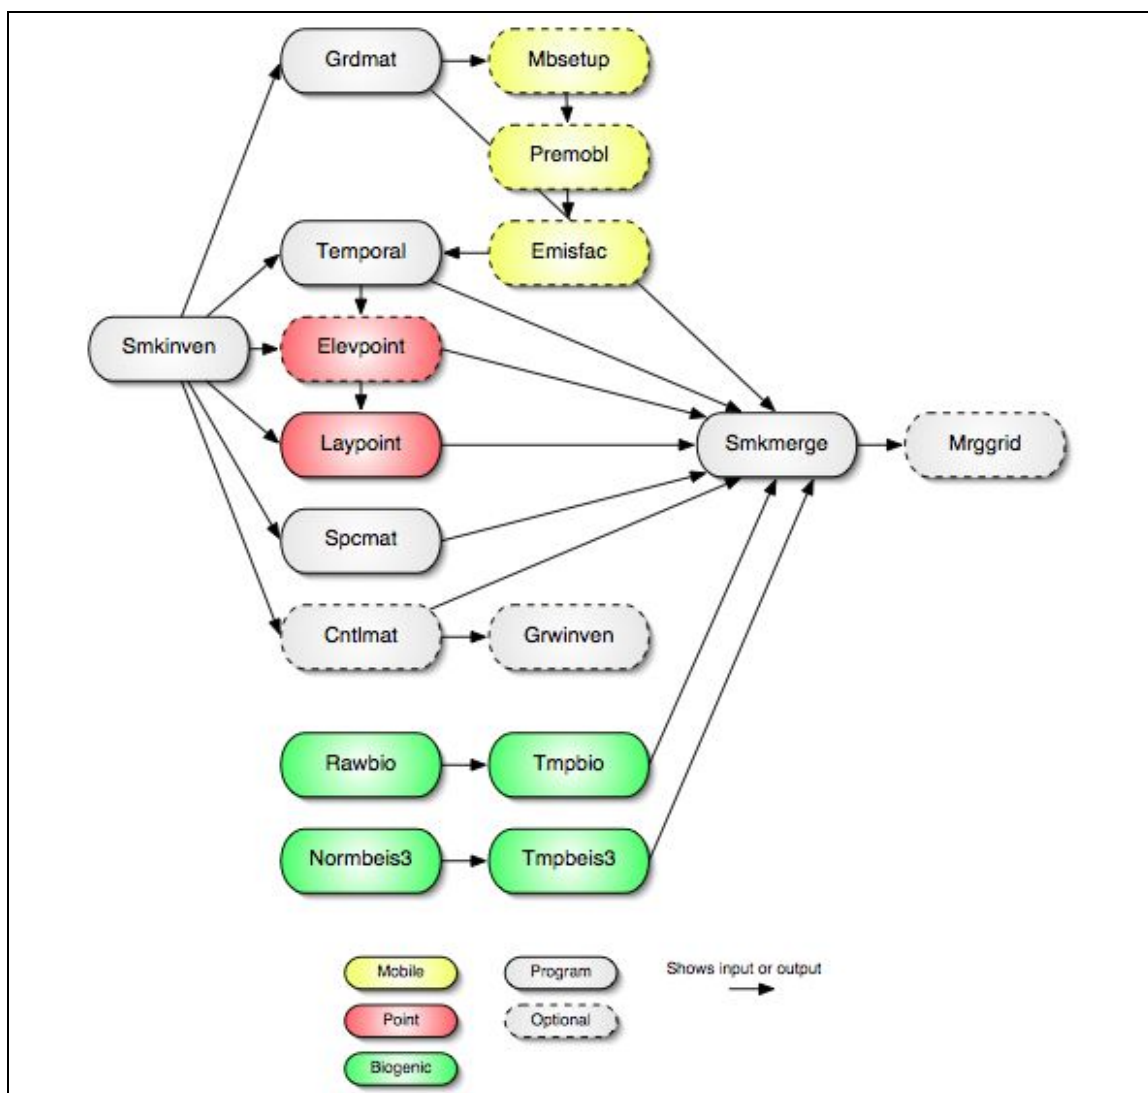 Grdmat
Mbsetup
Premobl
Temporal
Emisfac
Smkinven
Elevpoint
Laypoint
Smkmerge
Mrggrid
Spcmat
Cntlmat
Grwinven
Rawbio
Tmpbio
Normbeis3
Tmpbeis3
Mobile
Program
Shows input or output
Point
Optional
Biogenic